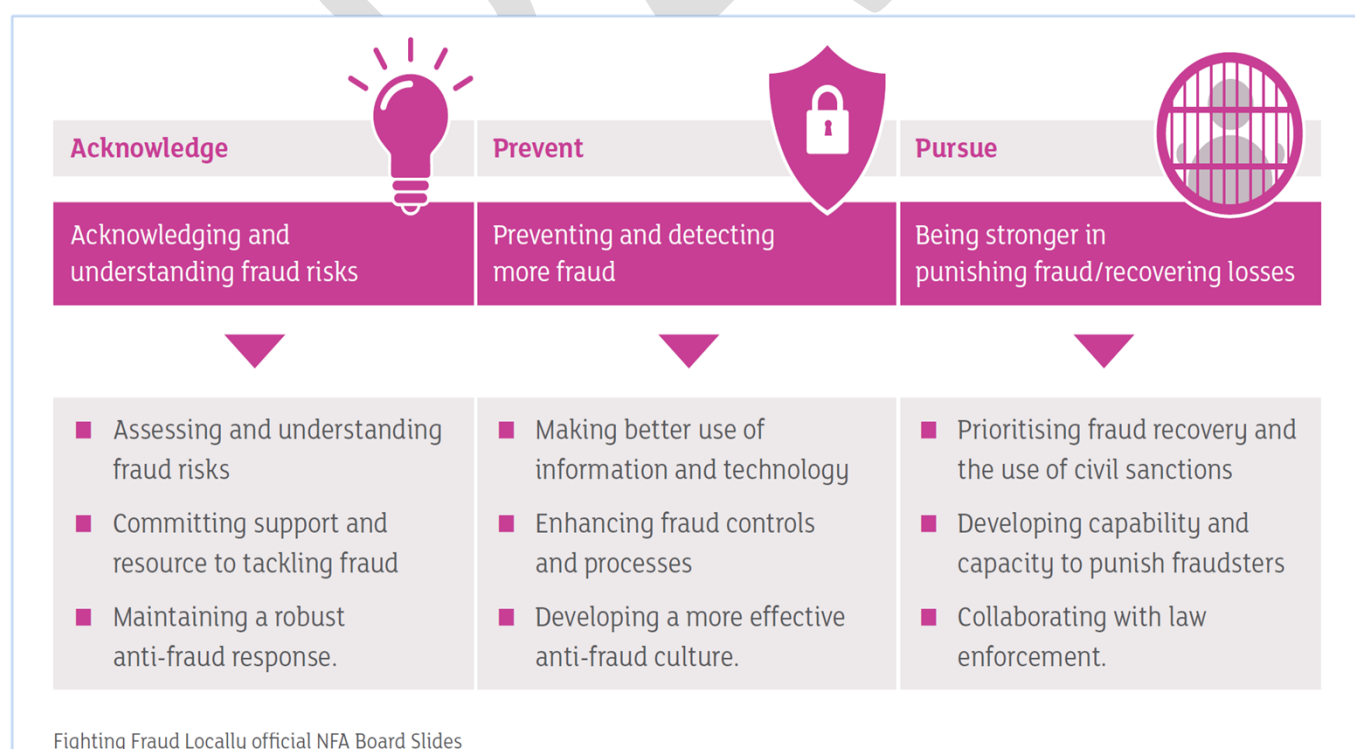 Acknowledge
Acknowledging and
understanding fraud risks
Assessing and understanding
fraud risks
Committing support and
resource to tackling fraud
Maintaining a robust
anti-fraud response.
Prevent
Preventing and detecting
more fraud
Making better use of
information and technology
Enhancing fraud controls
and processes
Developing a more effective
anti-fraud culture.
Pursue
Being stronger in
punishing fraud/recovering losses
Prioritising fraud recovery and
the use of civil sanctions
Developing capability and
capacity to punish fraudsters
Collaborating with law
enforcement.
Fighting Fraud Locally official NFA Board Slides